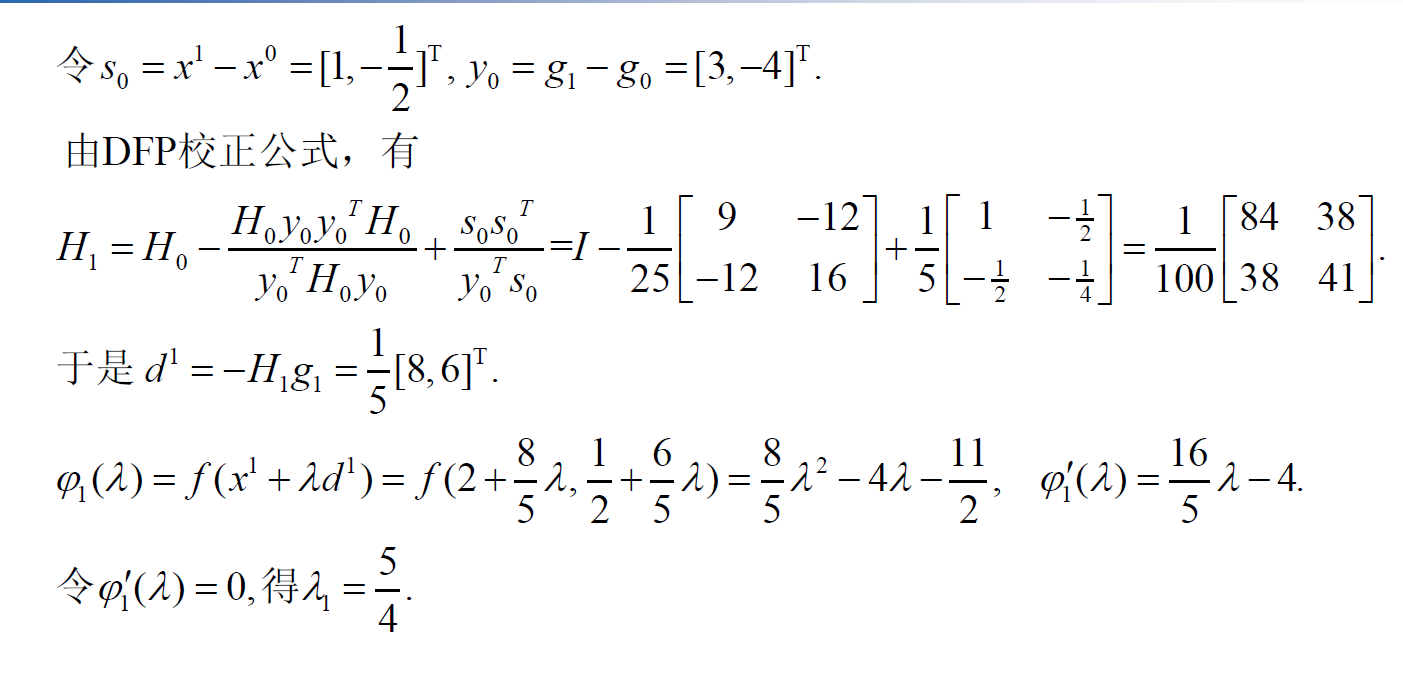 令 s₀ = x¹ − x⁰ = [1, −1/2]ᵀ, y₀ = g₁ − g₀ = [3, −4]ᵀ.
由DFP校正公式，有
H₁ = H₀ − (H₀y₀y₀ᵀH₀)/(y₀ᵀH₀y₀) + (s₀s₀ᵀ)/(y₀ᵀs₀) = I − 1/25 [9 −12; −12 16] + 1/5 [1 −1/2; −1/2 −1/4] = 1/100 [84 38; 38 41].
于是 d¹ = −H₁g₁ = 1/5 [8, 6]ᵀ.
φ₁(λ) = f(x¹ + λd¹) = f(2 + 8/5 λ, 1/2 + 6/5 λ) = 8/5 λ² − 4λ − 11/2, φ₁′(λ) = 16/5 λ − 4.
令φ₁′(λ) = 0, 得λ₁ = 5/4.